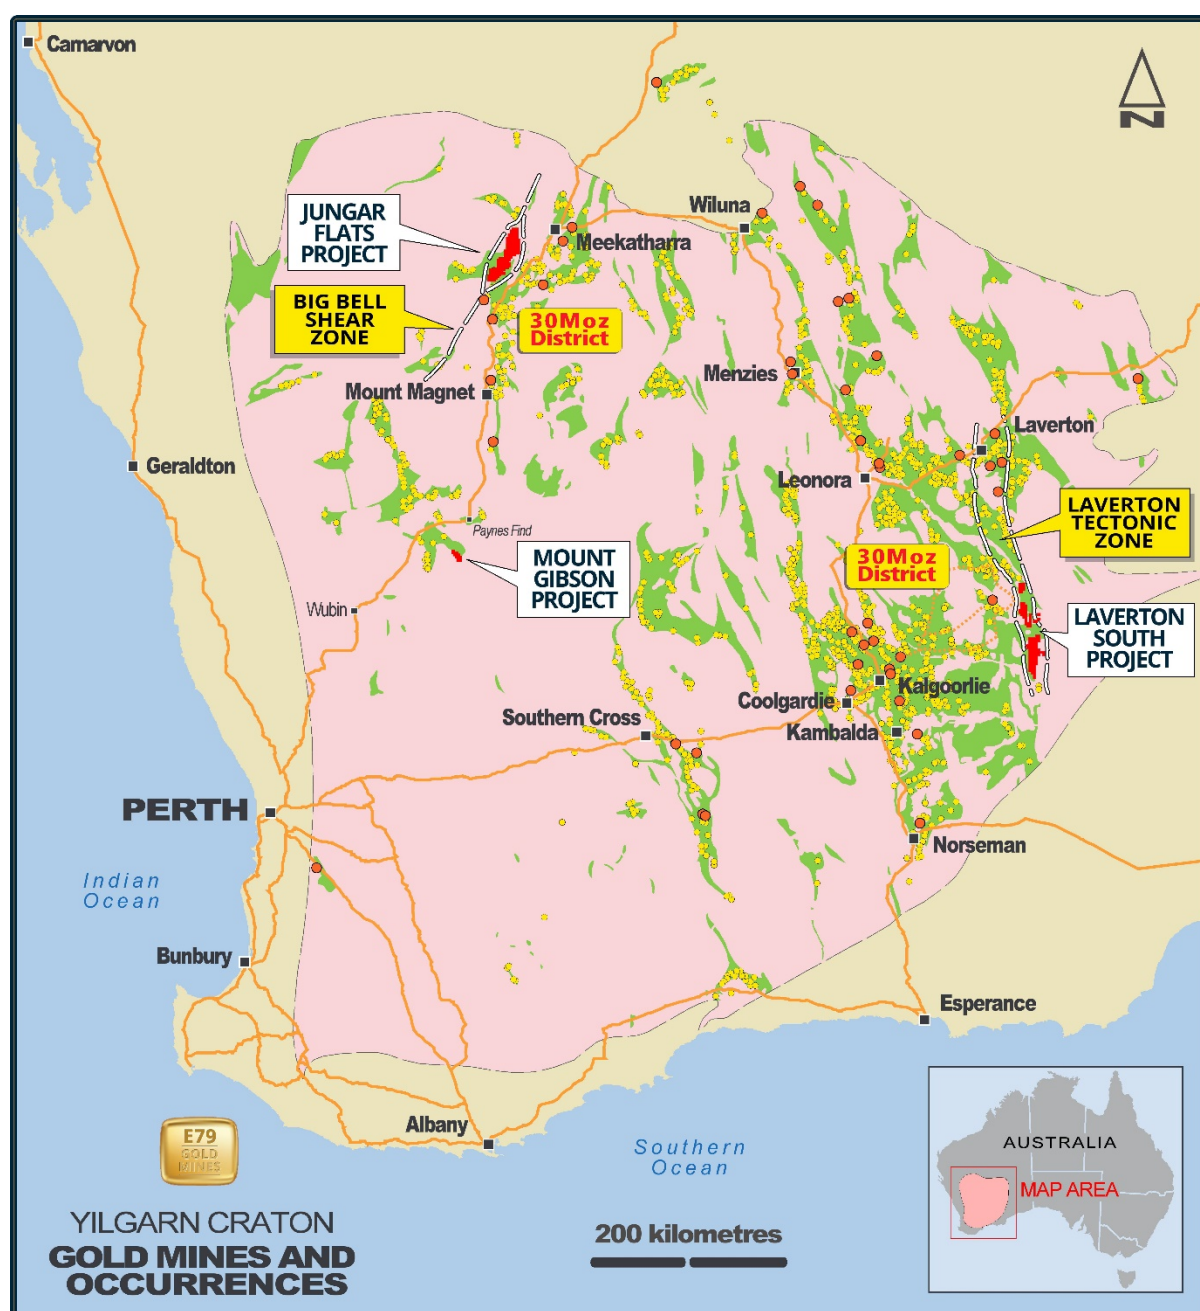 Carnarvon
N
JUNGAR
FLATS
PROJECT
Wiluna
Meekatharra
BIG BELL
SHEAR
ZONE
30Moz
District
Menzies
Mount Magnet
Laverton
Geraldton
Leonora
LAVERTON
TECTONIC
ZONE
Paynes Find
MOUNT
GIBSON
PROJECT
30Moz
District
Wubin
LAVERTON
SOUTH
PROJECT
Kalgoorlie
Coolgardie
Southern Cross
Kambalda
PERTH
Norseman
Indian
Ocean
Bunbury
Esperance
Albany
E79
GOLD
MINES
Southern
Ocean
AUSTRALIA
MAP AREA
YILGARN CRATON
GOLD MINES AND
OCCURRENCES
200 kilometres